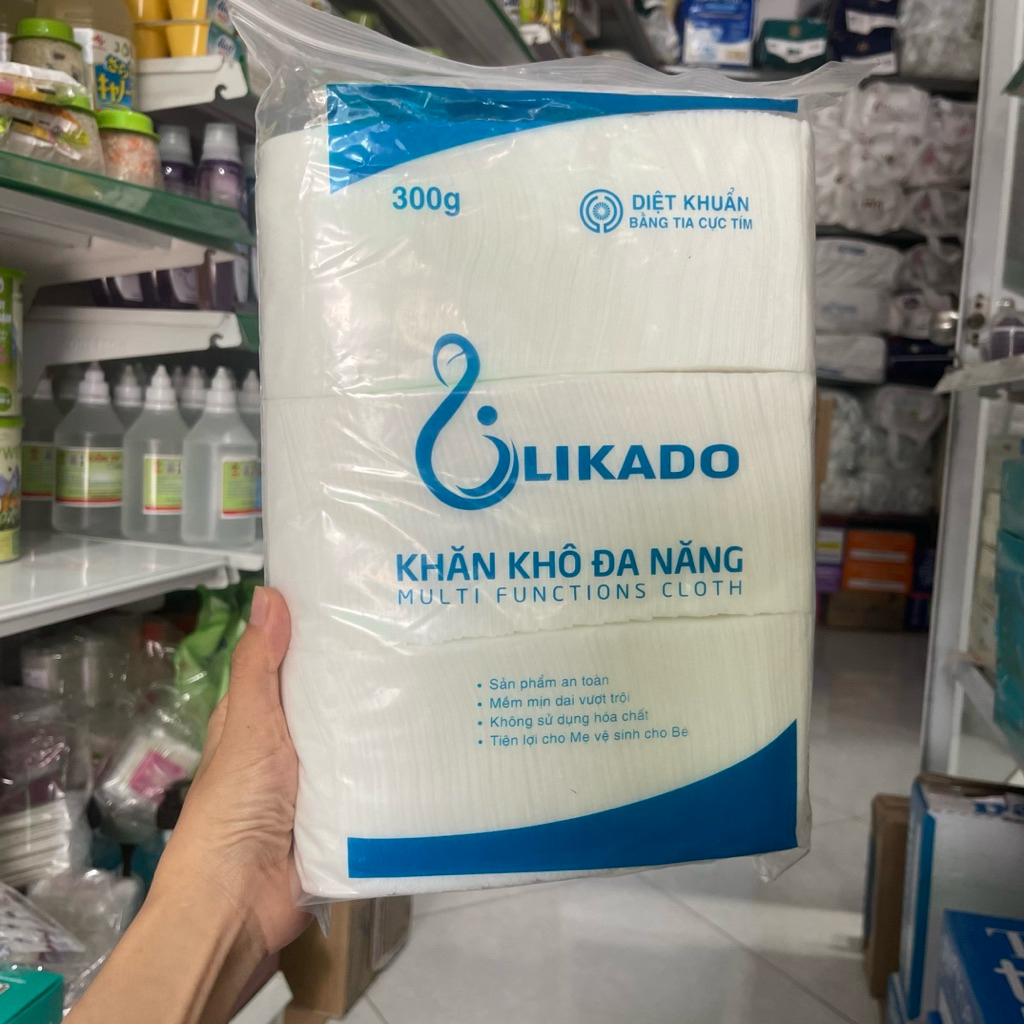 300g
DIỆT KHUẨN
BẰNG TIA CỰC TÍM
LIKADO
KHĂN KHÔ ĐA NĂNG
MULTI FUNCTIONS CLOTH
• Sản phẩm an toàn
• Mềm mịn dai vượt trội
• Không sử dụng hóa chất
• Tiện lợi cho Mẹ vệ sinh cho Bé